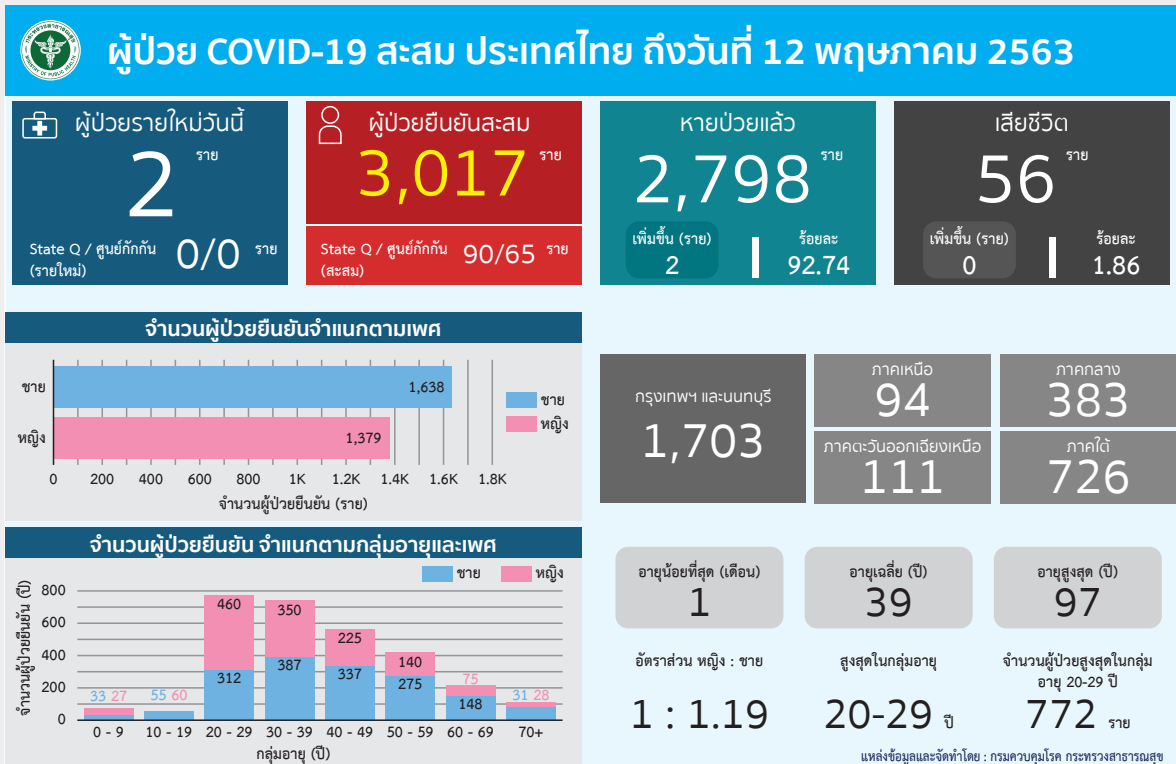 ผู้ป่วย COVID-19 สะสม ประเทศไทย ถึงวันที่ 12 พฤษภาคม 2563
กระทรวงสาธารณสุข
MINISTRY OF PUBLIC HEALTH
ผู้ป่วยรายใหม่วันนี้
2 ราย
State Q / ศูนย์กักกัน 0/0 ราย
(รายใหม่)
ผู้ป่วยยืนยันสะสม
3,017 ราย
State Q / ศูนย์กักกัน 90/65 ราย
(สะสม)
หายป่วยแล้ว
2,798 ราย
เพิ่มขึ้น (ราย) ร้อยละ
2 92.74
เสียชีวิต
56 ราย
เพิ่มขึ้น (ราย) ร้อยละ
0 1.86
จำนวนผู้ป่วยยืนยันจำแนกตามเพศ
ชาย 1,638
หญิง 1,379
ชาย
หญิง
0 200 400 600 800 1K 1.2K 1.4K 1.6K 1.8K
จำนวนผู้ป่วยยืนยัน (ราย)
กรุงเทพฯ และนนทบุรี
1,703
ภาคเหนือ
94
ภาคกลาง
383
ภาคตะวันออกเฉียงเหนือ
111
ภาคใต้
726
จำนวนผู้ป่วยยืนยัน จำแนกตามกลุ่มอายุและเพศ
ชาย หญิง
จำนวนผู้ป่วยยืนยัน (ปี)
800
600
400
200
0
33 27
55 60
460
312
350
387
225
337
140
275
75
148
31 28
0 - 9 10 - 19 20 - 29 30 - 39 40 - 49 50 - 59 60 - 69 70+
กลุ่มอายุ (ปี)
อายุน้อยที่สุด (เดือน)
1
อายุเฉลี่ย (ปี)
39
อายุสูงสุด (ปี)
97
อัตราส่วน หญิง : ชาย
1 : 1.19
สูงสุดในกลุ่มอายุ
20-29 ปี
จำนวนผู้ป่วยสูงสุดในกลุ่ม
อายุ 20-29 ปี
772 ราย
แหล่งข้อมูลและจัดทำโดย : กรมควบคุมโรค กระทรวงสาธารณสุข